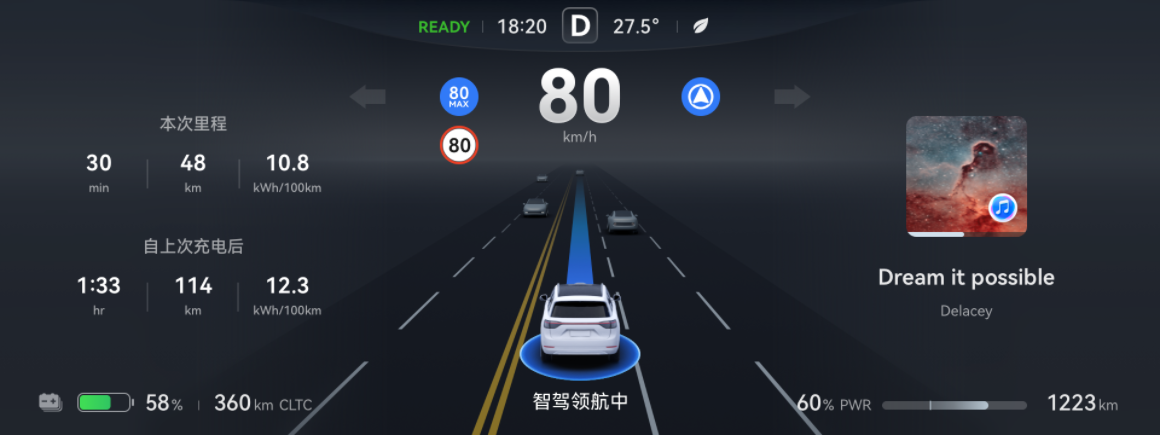 READY 18:20 D 27.5°
80 MAX
80
km/h
80
本次里程
30 min
48 km
10.8 kWh/100km
自上次充电后
1:33 hr
114 km
12.3 kWh/100km
Dream it possible
Delacey
58% 360 km CLTC
智驾领航中
60% PWR
1223 km